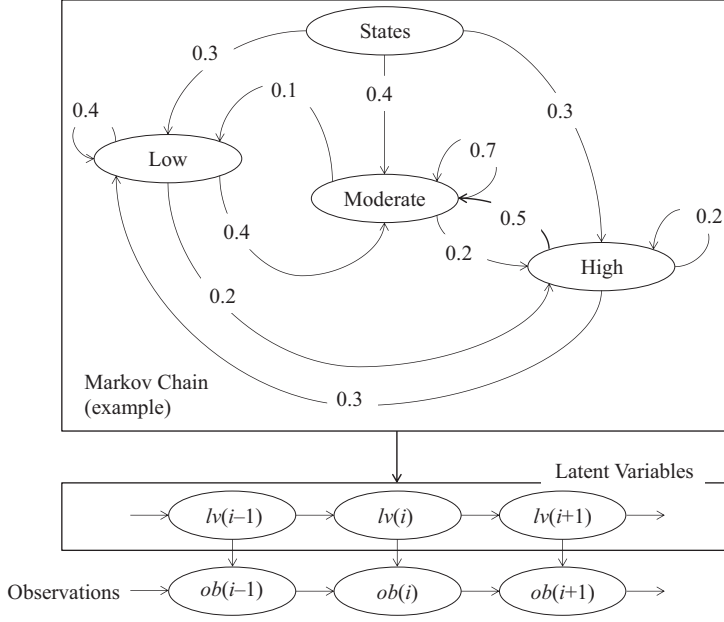 States
0.3
0.4
0.1
0.4
0.3
Low
0.7
Moderate
0.2
0.5
0.4
0.2
High
0.2
Markov Chain
(example)
0.3
Latent Variables
lv(i–1)
lv(i)
lv(i+1)
Observations
ob(i–1)
ob(i)
ob(i+1)